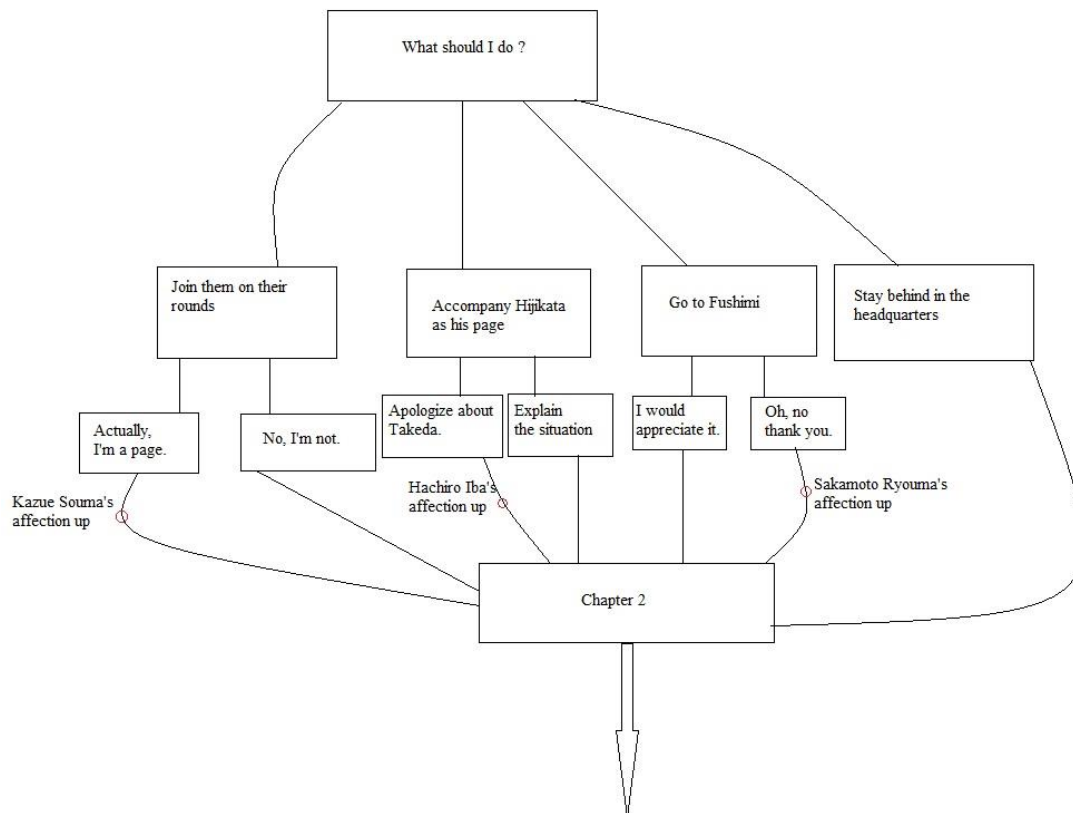 What should I do ?
Join them on their
rounds
Accompany Hijikata
as his page
Go to Fushimi
Stay behind in the
headquarters
Actually,
I'm a page.
No, I'm not.
Apologize about
Takeda.
Explain
the situation
I would
appreciate it.
Oh, no
thank you.
Kazue Souma's
affection up
Hachiro Iba's
affection up
Sakamoto Ryouma's
affection up
Chapter 2